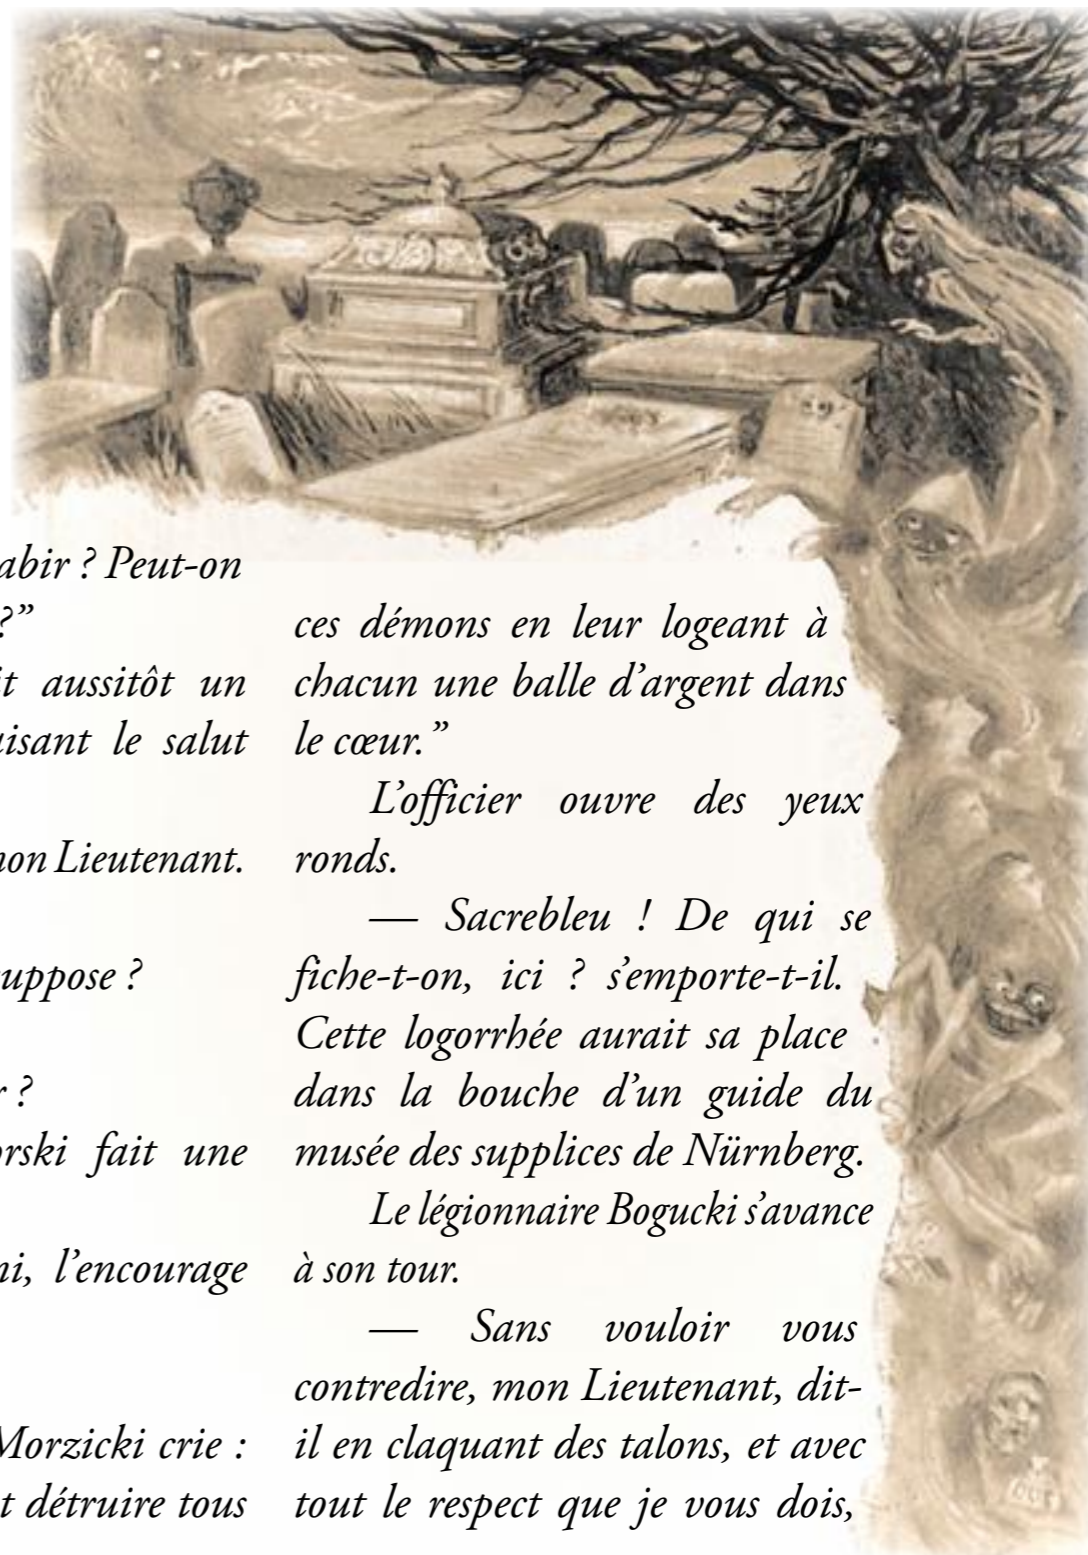 abir ? Peut-on
?”
it aussitôt un
aisant le salut
mon Lieutenant.
suppose ?
r ?
orski fait une
ni, l’encourage
Morzicki crie :
t détruire tous
ces démons en leur logeant à
chacun une balle d’argent dans
le cœur.”
L’officier ouvre des yeux
ronds.
— Sacrebleu ! De qui se
fiche-t-on, ici ? s’emporte-t-il.
Cette logorrhée aurait sa place
dans la bouche d’un guide du
musée des supplices de Nürnberg.
Le légionnaire Bogucki s’avance
à son tour.
— Sans vouloir vous
contredire, mon Lieutenant, dit-
il en claquant des talons, et avec
tout le respect que je vous dois,